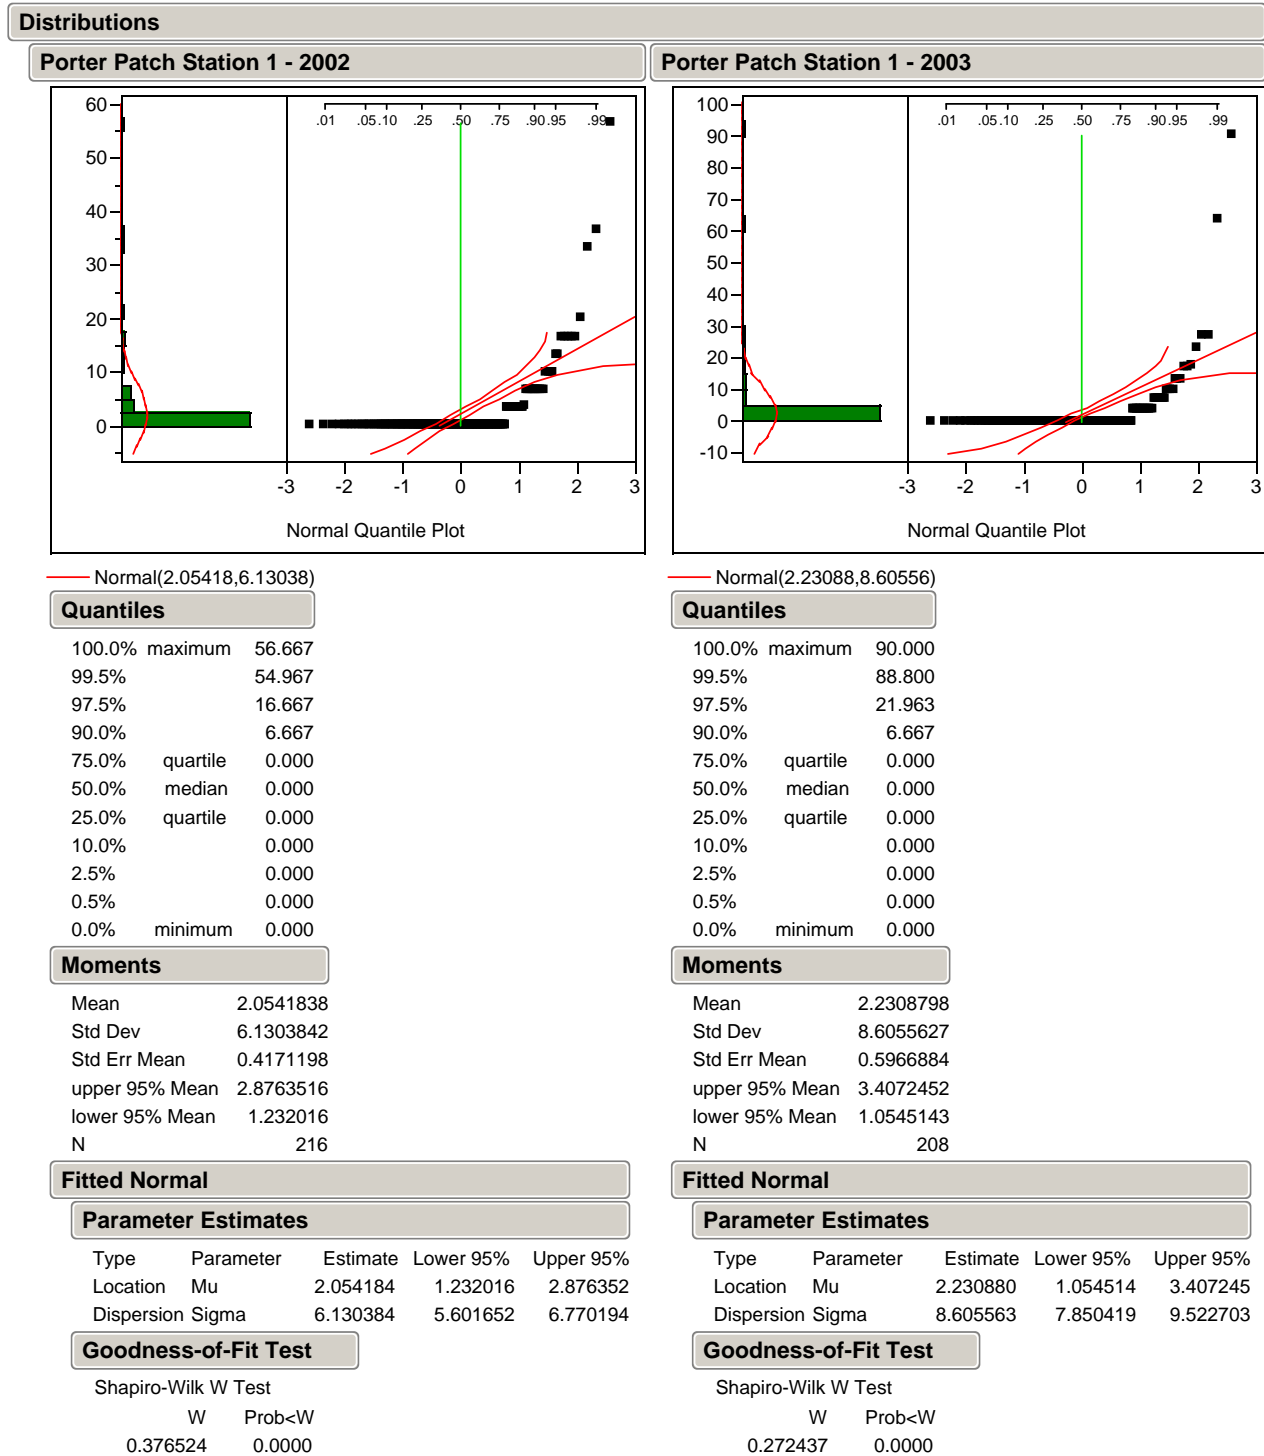 Distributions
Porter Patch Station 1 - 2002
60
50
40
30
20
10
0
.01 .05 .10 .25 .50 .75 .90 .95 .99
-3 -2 -1 0 1 2 3
Normal Quantile Plot
Normal(2.05418,6.13038)
Quantiles
100.0% maximum 56.667
99.5% 54.967
97.5% 16.667
90.0% 6.667
75.0% quartile 0.000
50.0% median 0.000
25.0% quartile 0.000
10.0% 0.000
2.5% 0.000
0.5% 0.000
0.0% minimum 0.000
Moments
Mean 2.0541838
Std Dev 6.1303842
Std Err Mean 0.4171198
upper 95% Mean 2.8763516
lower 95% Mean 1.232016
N 216
Fitted Normal
Parameter Estimates
Type Parameter Estimate Lower 95% Upper 95%
Location Mu 2.054184 1.232016 2.876352
Dispersion Sigma 6.130384 5.601652 6.770194
Goodness-of-Fit Test
Shapiro-Wilk W Test
W Prob<W
0.376524 0.0000
Porter Patch Station 1 - 2003
100
90
80
70
60
50
40
30
20
10
0
-10
.01 .05 .10 .25 .50 .75 .90 .95 .99
-3 -2 -1 0 1 2 3
Normal Quantile Plot
Normal(2.23088,8.60556)
Quantiles
100.0% maximum 90.000
99.5% 88.800
97.5% 21.963
90.0% 6.667
75.0% quartile 0.000
50.0% median 0.000
25.0% quartile 0.000
10.0% 0.000
2.5% 0.000
0.5% 0.000
0.0% minimum 0.000
Moments
Mean 2.2308798
Std Dev 8.6055627
Std Err Mean 0.5966884
upper 95% Mean 3.4072452
lower 95% Mean 1.0545143
N 208
Fitted Normal
Parameter Estimates
Type Parameter Estimate Lower 95% Upper 95%
Location Mu 2.230880 1.054514 3.407245
Dispersion Sigma 8.605563 7.850419 9.522703
Goodness-of-Fit Test
Shapiro-Wilk W Test
W Prob<W
0.272437 0.0000